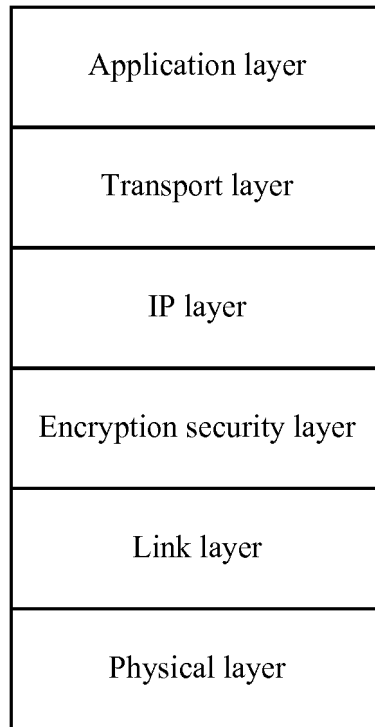 Application layer
Transport layer
IP layer
Encryption security layer
Link layer
Physical layer